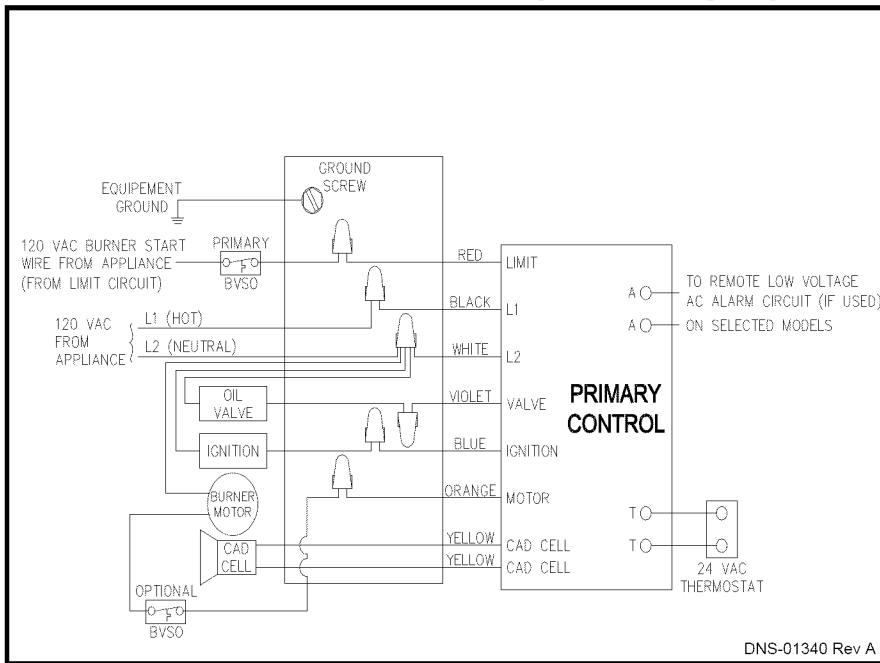 GROUND
SCREW
EQUIPEMENT
GROUND
120 VAC BURNER START
WIRE FROM APPLIANCE
(FROM LIMIT CIRCUIT)
PRIMARY
BVSO
RED
LIMIT
A
TO REMOTE LOW VOLTAGE
AC ALARM CIRCUIT (IF USED)
A
ON SELECTED MODELS
BLACK
L1
120 VAC
FROM
APPLIANCE
L1 (HOT)
L2 (NEUTRAL)
WHITE
L2
OIL
VALVE
VIOLET
VALVE
PRIMARY
CONTROL
IGNITION
BLUE
IGNITION
BURNER
MOTOR
ORANGE
MOTOR
CAD
CELL
YELLOW
CAD CELL
YELLOW
CAD CELL
T
T
24 VAC
THERMOSTAT
OPTIONAL
BVSO
DNS-01340 Rev A